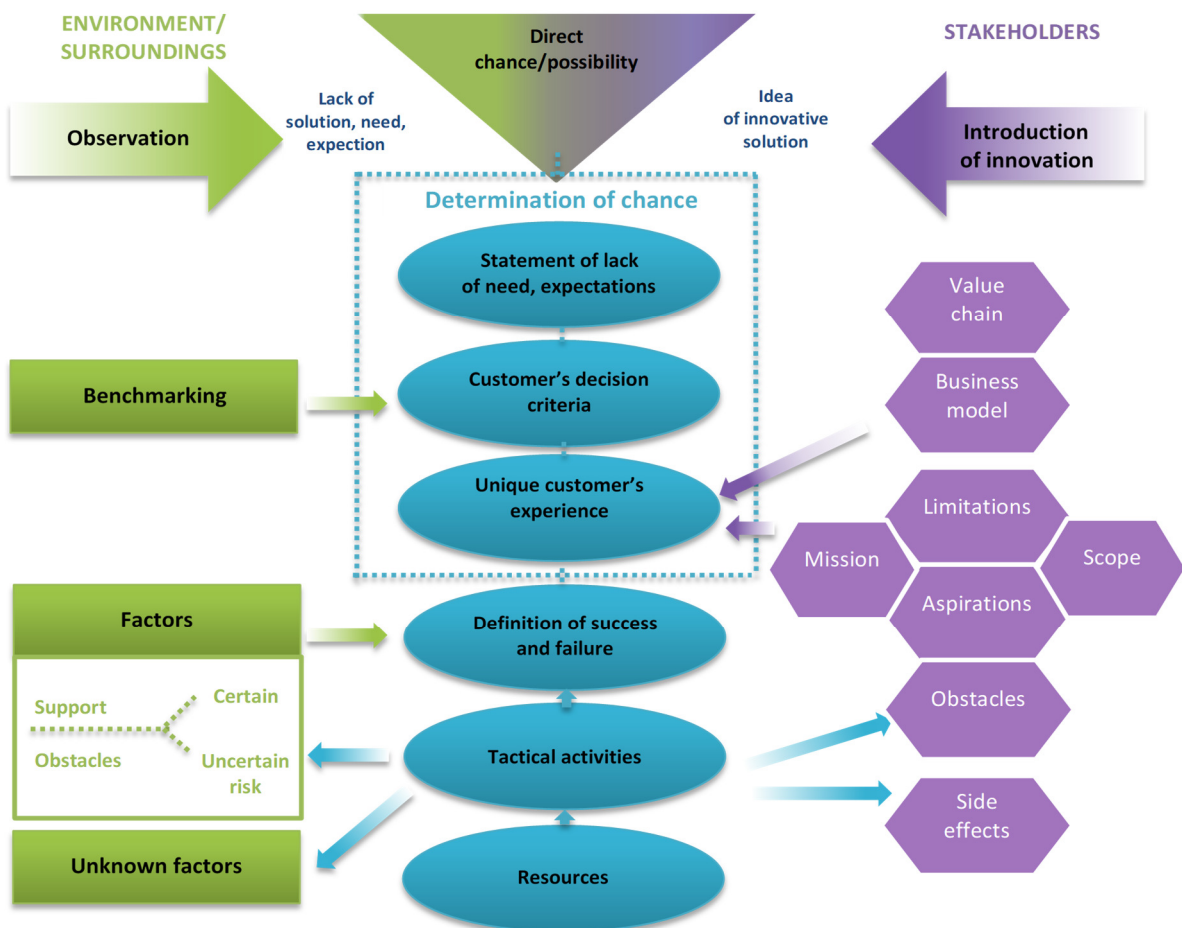 ENVIRONMENT/
SURROUNDINGS
Direct
chance/possibility
STAKEHOLDERS
Observation
Lack of
solution, need,
expection
Idea
of innovative
solution
Introduction
of innovation
Determination of chance
Statement of lack
of need, expectations
Value
chain
Benchmarking
Customer’s decision
criteria
Business
model
Unique customer’s
experience
Limitations
Mission
Scope
Aspirations
Factors
Definition of success
and failure
Support
Certain
Obstacles
Uncertain
risk
Tactical activities
Obstacles
Side
effects
Unknown factors
Resources